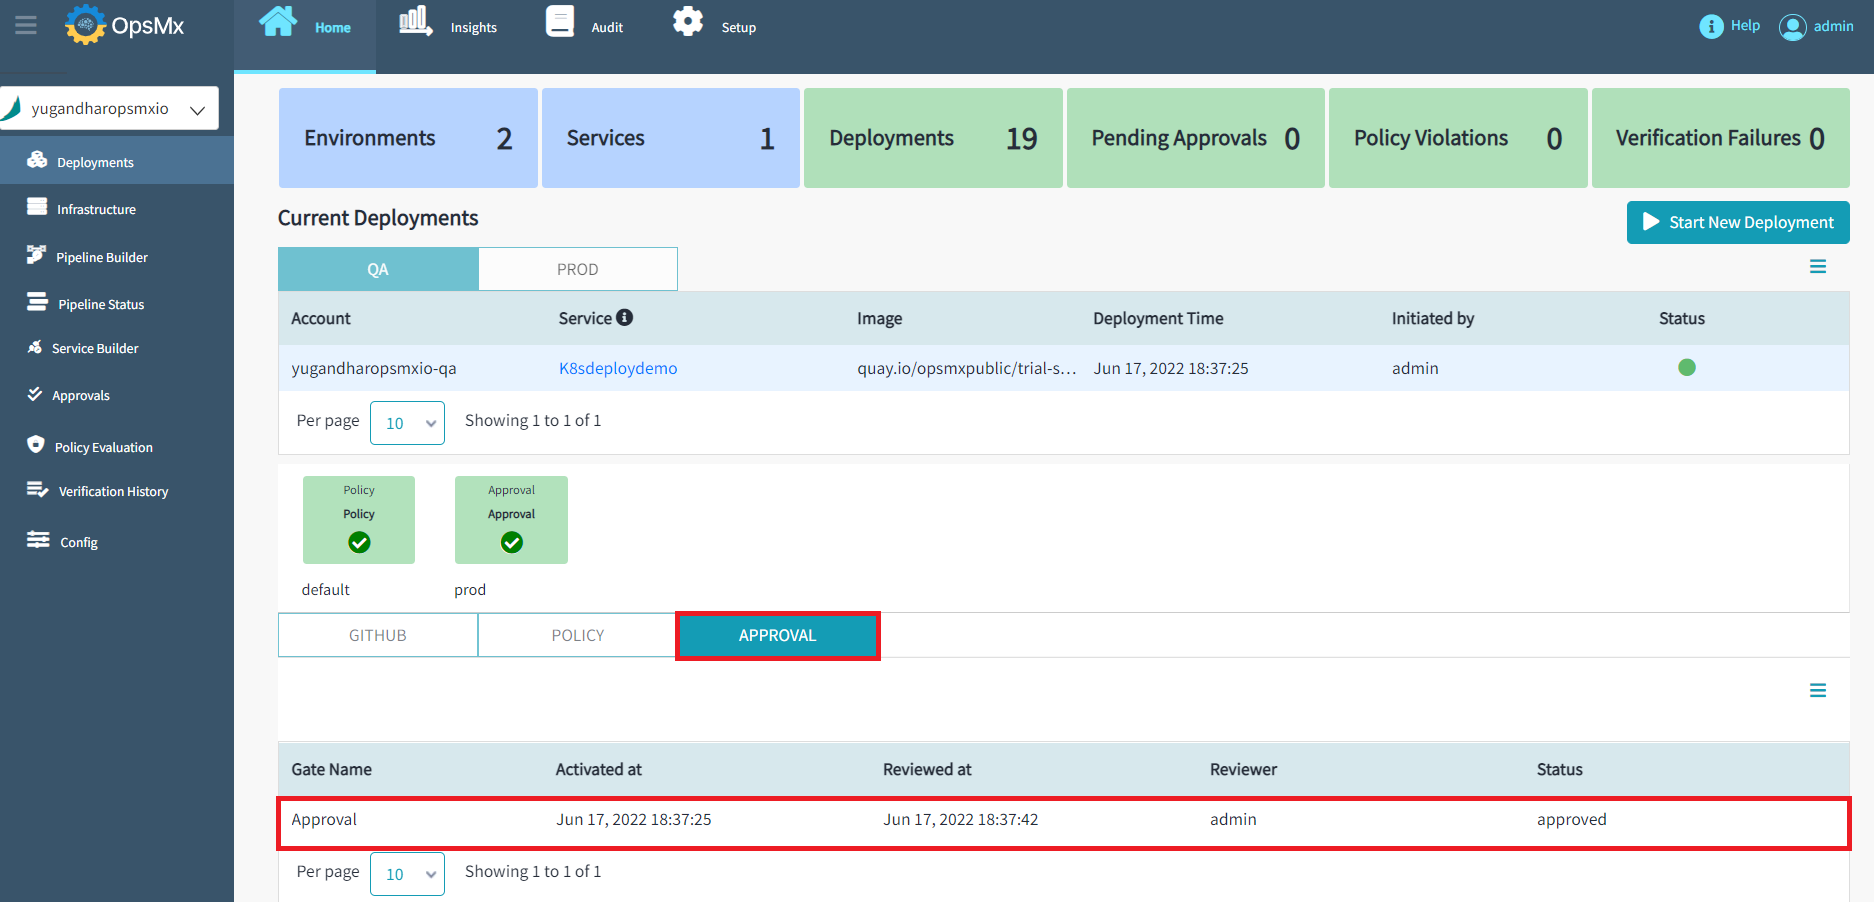 OpsMx
Home
Insights
Audit
Setup
Help
admin
yugandharopsmxio
Deployments
Infrastructure
Pipeline Builder
Pipeline Status
Service Builder
Approvals
Policy Evaluation
Verification History
Config
Environments 2
Services 1
Deployments 19
Pending Approvals 0
Policy Violations 0
Verification Failures 0
Current Deployments
Start New Deployment
QA PROD
Account Service Image Deployment Time Initiated by Status
yugandharopsmxio-qa K8sdeploydemo quay.io/opsmxpublic/trial-s... Jun 17, 2022 18:37:25 admin
Per page 10 Showing 1 to 1 of 1
Policy
Policy
default
Approval
Approval
prod
GITHUB POLICY APPROVAL
Gate Name Activated at Reviewed at Reviewer Status
Approval Jun 17, 2022 18:37:25 Jun 17, 2022 18:37:42 admin approved
Per page 10 Showing 1 to 1 of 1